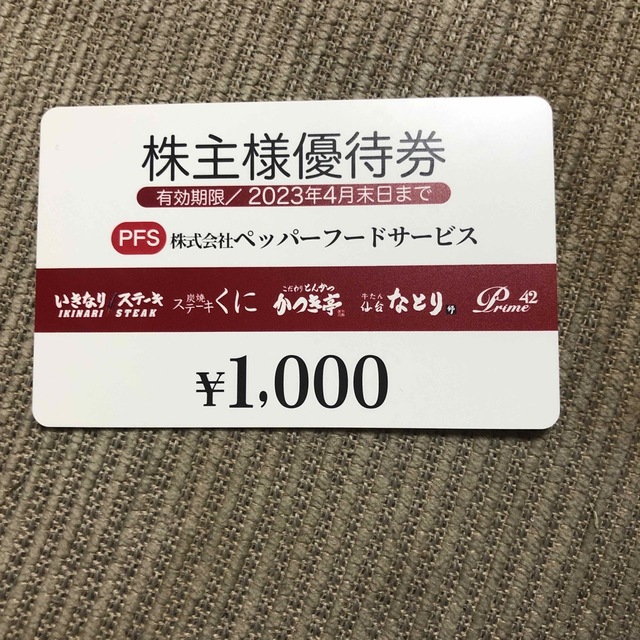 株主様優待券
有効期限/2023年4月末日まで
PFS 株式会社ペッパーフードサービス
いきなり/ステーキ
IKINARI STEAK
炭焼
ステーキくに
こだわりとんかつ
かつき亭
牛たん
仙台 なとり
Prime 42
¥1,000